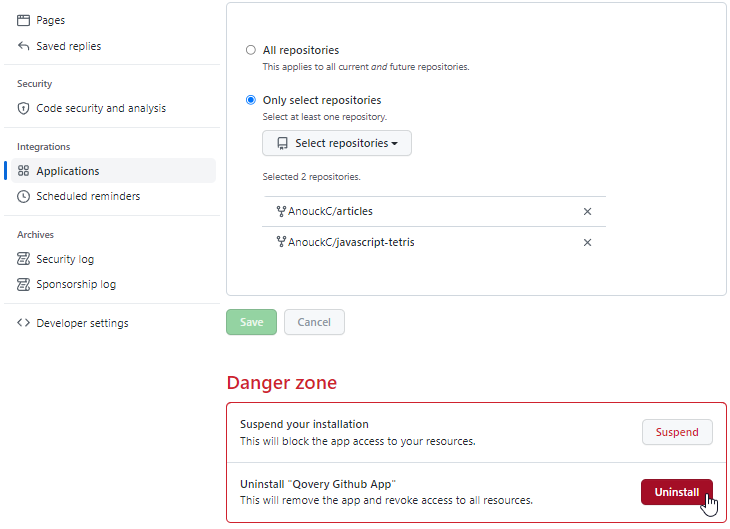 Pages
Saved replies
Security
Code security and analysis
Integrations
Applications
Scheduled reminders
Archives
Security log
Sponsorship log
Developer settings
All repositories
This applies to all current and future repositories.
Only select repositories
Select at least one repository.
Select repositories
Selected 2 repositories.
AnouckC/articles
AnouckC/javascript-tetris
Save
Cancel
Danger zone
Suspend your installation
This will block the app access to your resources.
Suspend
Uninstall "Qovery Github App"
This will remove the app and revoke access to all resources.
Uninstall